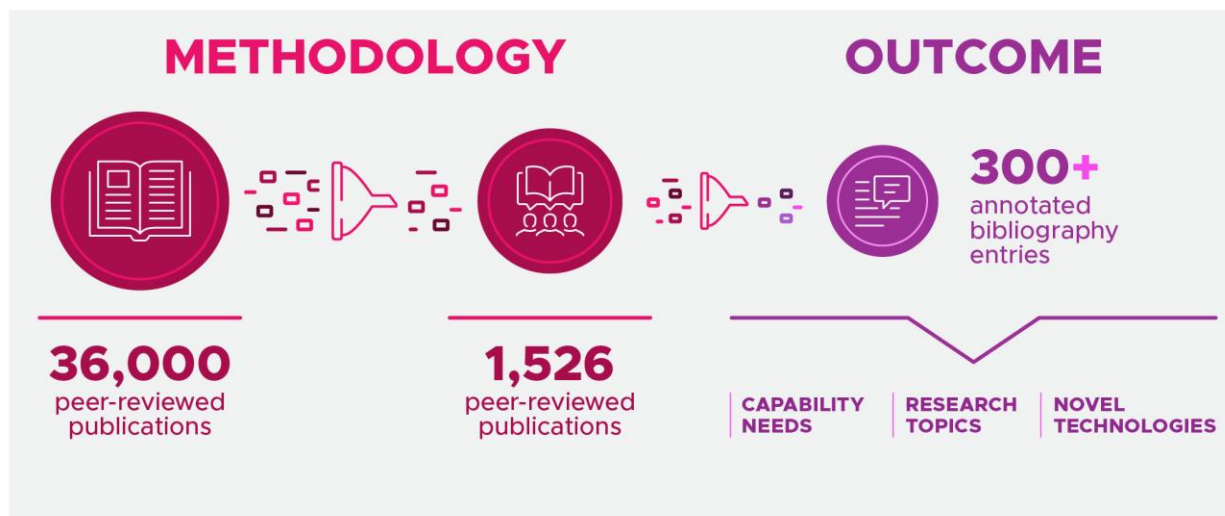 METHODOLOGY
OUTCOME
36,000
peer-reviewed
publications
1,526
peer-reviewed
publications
300+
annotated
bibliography
entries
CAPABILITY
NEEDS
RESEARCH
TOPICS
NOVEL
TECHNOLOGIES